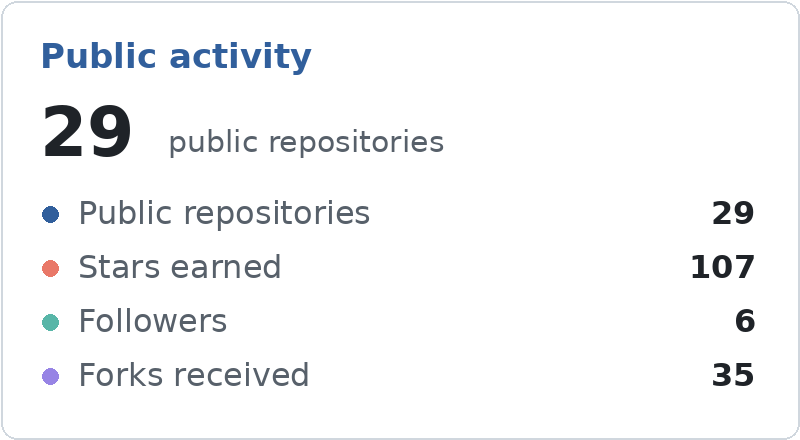 Public activity
29 public repositories
Public repositories 29
Stars earned 107
Followers 6
Forks received 35